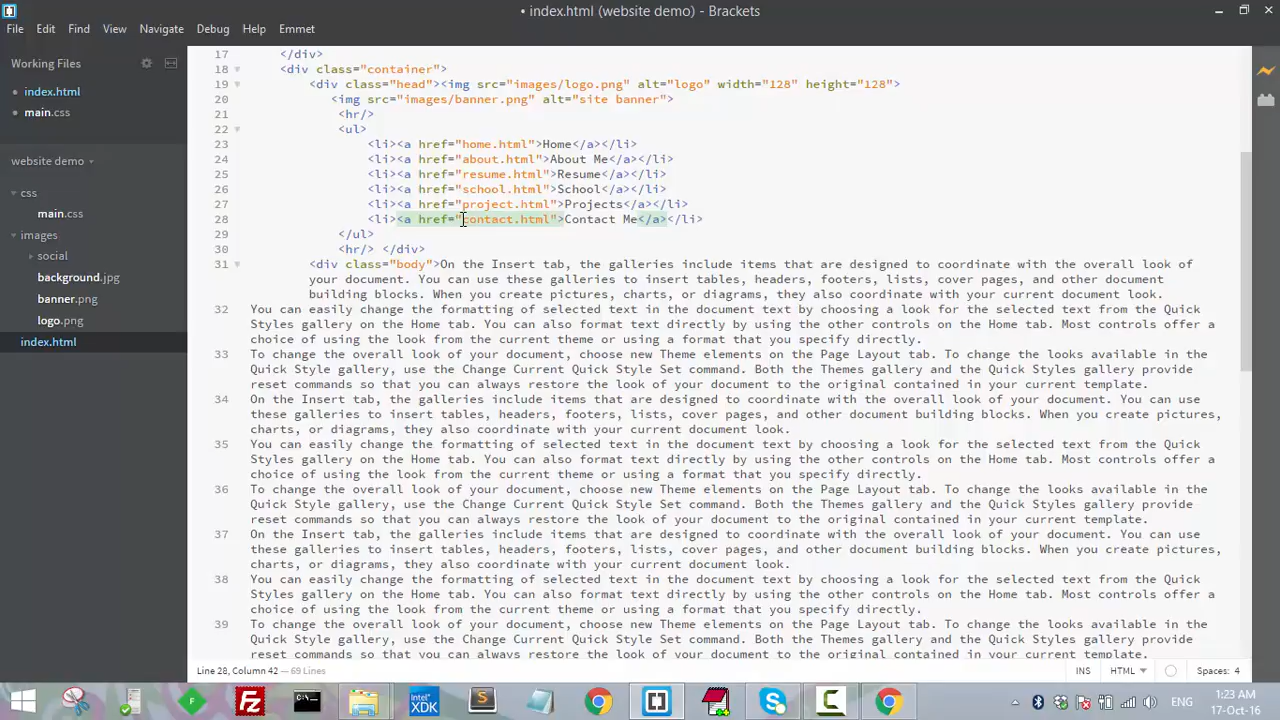 • index.html (website demo) - Brackets
File Edit Find View Navigate Debug Help Emmet
Working Files
• index.html
• main.css
website demo
css
main.css
images
social
background.jpg
banner.png
logo.png
index.html
17 </div>
18 <div class="container">
19 <div class="head"><img src="images/logo.png" alt="logo" width="128" height="128">
20 <img src="images/banner.png" alt="site banner">
21 <hr/>
22 <ul>
23 <li><a href="home.html">Home</a></li>
24 <li><a href="about.html">About Me</a></li>
25 <li><a href="resume.html">Resume</a></li>
26 <li><a href="school.html">School</a></li>
27 <li><a href="project.html">Projects</a></li>
28 <li><a href="contact.html">Contact Me</a></li>
29 </ul>
30 <hr/> </div>
31 <div class="body">On the Insert tab, the galleries include items that are designed to coordinate with the overall look of
your document. You can use these galleries to insert tables, headers, footers, lists, cover pages, and other document
building blocks. When you create pictures, charts, or diagrams, they also coordinate with your current document look.
32 You can easily change the formatting of selected text in the document text by choosing a look for the selected text from the Quick
Styles gallery on the Home tab. You can also format text directly by using the other controls on the Home tab. Most controls offer a
choice of using the look from the current theme or using a format that you specify directly.
33 To change the overall look of your document, choose new Theme elements on the Page Layout tab. To change the looks available in the
Quick Style gallery, use the Change Current Quick Style Set command. Both the Themes gallery and the Quick Styles gallery provide
reset commands so that you can always restore the look of your document to the original contained in your current template.
34 On the Insert tab, the galleries include items that are designed to coordinate with the overall look of your document. You can use
these galleries to insert tables, headers, footers, lists, cover pages, and other document building blocks. When you create pictures,
charts, or diagrams, they also coordinate with your current document look.
35 You can easily change the formatting of selected text in the document text by choosing a look for the selected text from the Quick
Styles gallery on the Home tab. You can also format text directly by using the other controls on the Home tab. Most controls offer a
choice of using the look from the current theme or using a format that you specify directly.
36 To change the overall look of your document, choose new Theme elements on the Page Layout tab. To change the looks available in the
Quick Style gallery, use the Change Current Quick Style Set command. Both the Themes gallery and the Quick Styles gallery provide
reset commands so that you can always restore the look of your document to the original contained in your current template.
37 On the Insert tab, the galleries include items that are designed to coordinate with the overall look of your document. You can use
these galleries to insert tables, headers, footers, lists, cover pages, and other document building blocks. When you create pictures,
charts, or diagrams, they also coordinate with your current document look.
38 You can easily change the formatting of selected text in the document text by choosing a look for the selected text from the Quick
Styles gallery on the Home tab. You can also format text directly by using the other controls on the Home tab. Most controls offer a
choice of using the look from the current theme or using a format that you specify directly.
39 To change the overall look of your document, choose new Theme elements on the Page Layout tab. To change the looks available in the
Quick Style gallery, use the Change Current Quick Style Set command. Both the Themes gallery and the Quick Styles gallery provide
reset commands so that you can always restore the look of your document to the original contained in your current template.
Line 28, Column 42 — 69 Lines
INS HTML Spaces: 4
Intel XDK
ENG
1:23 AM
17-Oct-16